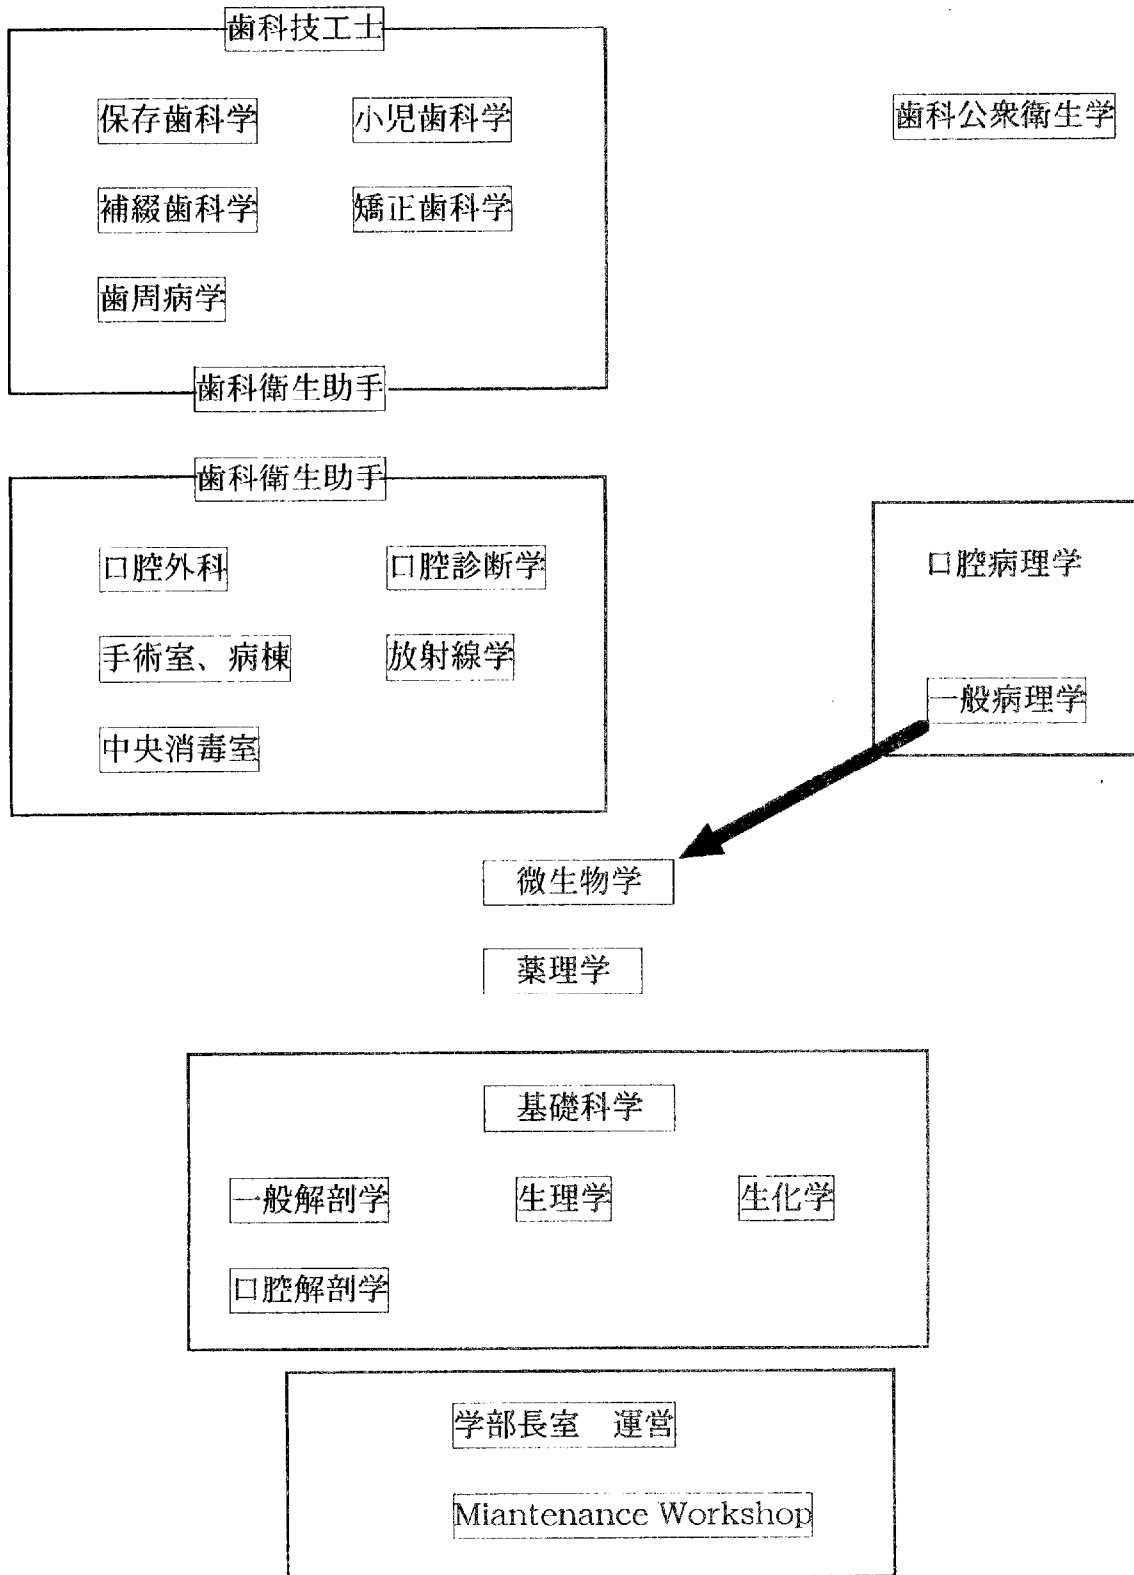 歯科技工士
保存歯科学 小児歯科学 歯科公衆衛生学
補綴歯科学 矯正歯科学
歯周病学
歯科衛生助手
歯科衛生助手
口腔外科 口腔診断学 口腔病理学
手術室、病棟 放射線学
一般病理学
中央消毒室
微生物学
薬理学
基礎科学
一般解剖学 生理学 生化学
口腔解剖学
学部長室　運営
Miantenance Workshop